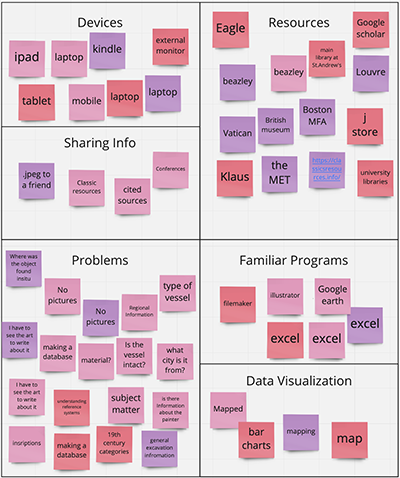 Devices
ipad
laptop
kindle
external
monitor
tablet
mobile
laptop
laptop
Sharing Info
.jpeg to
a friend
Classic
resources
cited
sources
Conferences
Resources
Eagle
main
library at
St.Andrew's
Google
scholar
beazley
beazley
Louvre
Vatican
British
museum
Boston
MFA
j
store
Klaus
the
MET
https://cla
ssicsresou
rces.info/
university
libraries
Problems
Where was
the object
found
insitu
No
pictures
No
pictures
Regional
Information
type of
vessel
I have to
see the art
to write
about it
making a
database
material?
Is the
vessel
intact?
what
city is it
from?
I have to
see the art
to write
about it
understanding
reference
systems
subject
matter
is there
information
about the
painter
insriptions
making a
database
19th
century
categories
general
excavation
infromation
Familiar Programs
filemaker
illustrator
Google
earth
excel
excel
excel
Data Visualization
Mapped
bar
charts
mapping
map